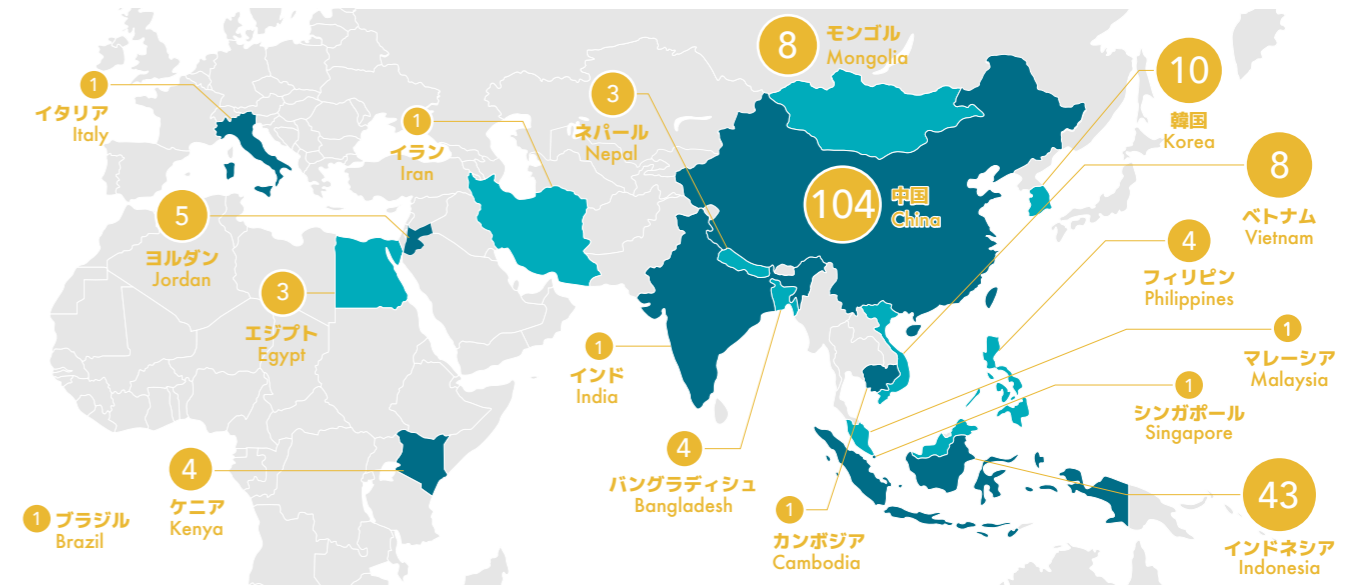 8
モンゴル
Mongolia
10
韓国
Korea
1
イタリア
Italy
3
ネパール
Nepal
1
イラン
Iran
8
ベトナム
Vietnam
104
中国
China
5
ヨルダン
Jordan
4
フィリピン
Philippines
3
エジプト
Egypt
1
インド
India
1
マレーシア
Malaysia
1
シンガポール
Singapore
4
バングラディシュ
Bangladesh
4
ケニア
Kenya
43
インドネシア
Indonesia
1
カンボジア
Cambodia
1
ブラジル
Brazil